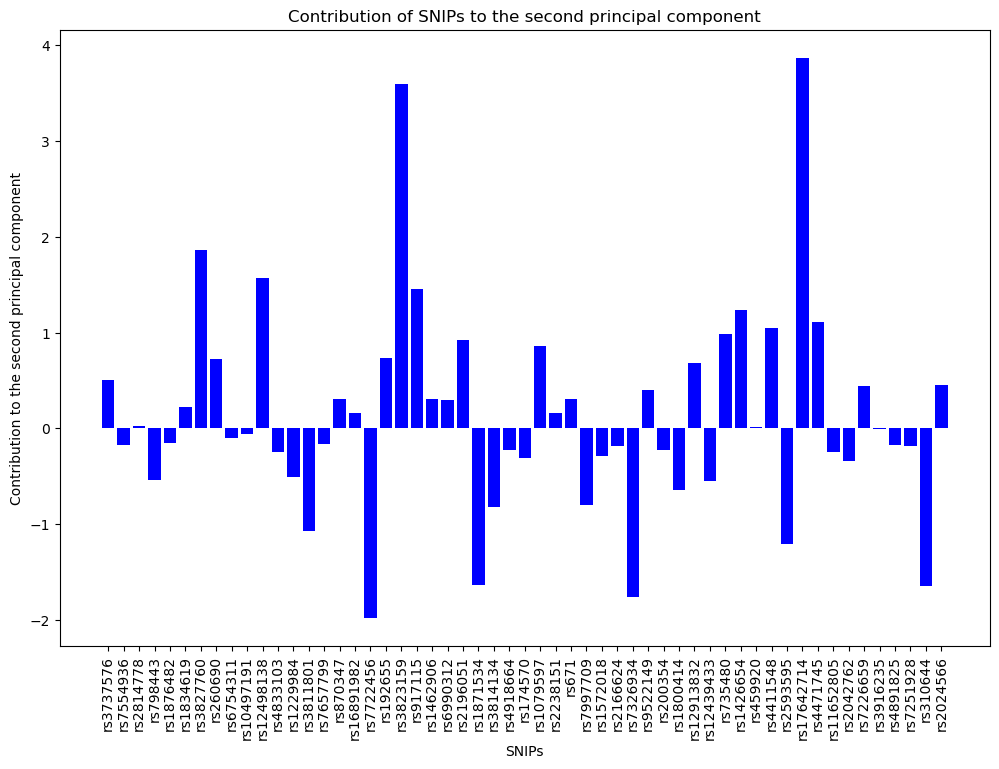 Contribution of SNIPs to the second principal component
Contribution to the second principal component
4
3
2
1
0
−1
−2
rs3737576
rs7554936
rs2814778
rs798443
rs1876482
rs1834619
rs3827760
rs260690
rs6754311
rs10497191
rs12498138
rs4833103
rs1229984
rs3811801
rs7657799
rs870347
rs16891982
rs7722456
rs192655
rs3823159
rs917115
rs1462906
rs6990312
rs2196051
rs1871534
rs3814134
rs4918664
rs174570
rs1079597
rs2238151
rs671
rs7997709
rs1572018
rs2166624
rs7326934
rs9522149
rs200354
rs1800414
rs12913832
rs12439433
rs735480
rs1426654
rs459920
rs4411548
rs2593595
rs17642714
rs4471745
rs11652805
rs2042762
rs7226659
rs3916235
rs4891825
rs7251928
rs310644
rs2024566
SNIPs